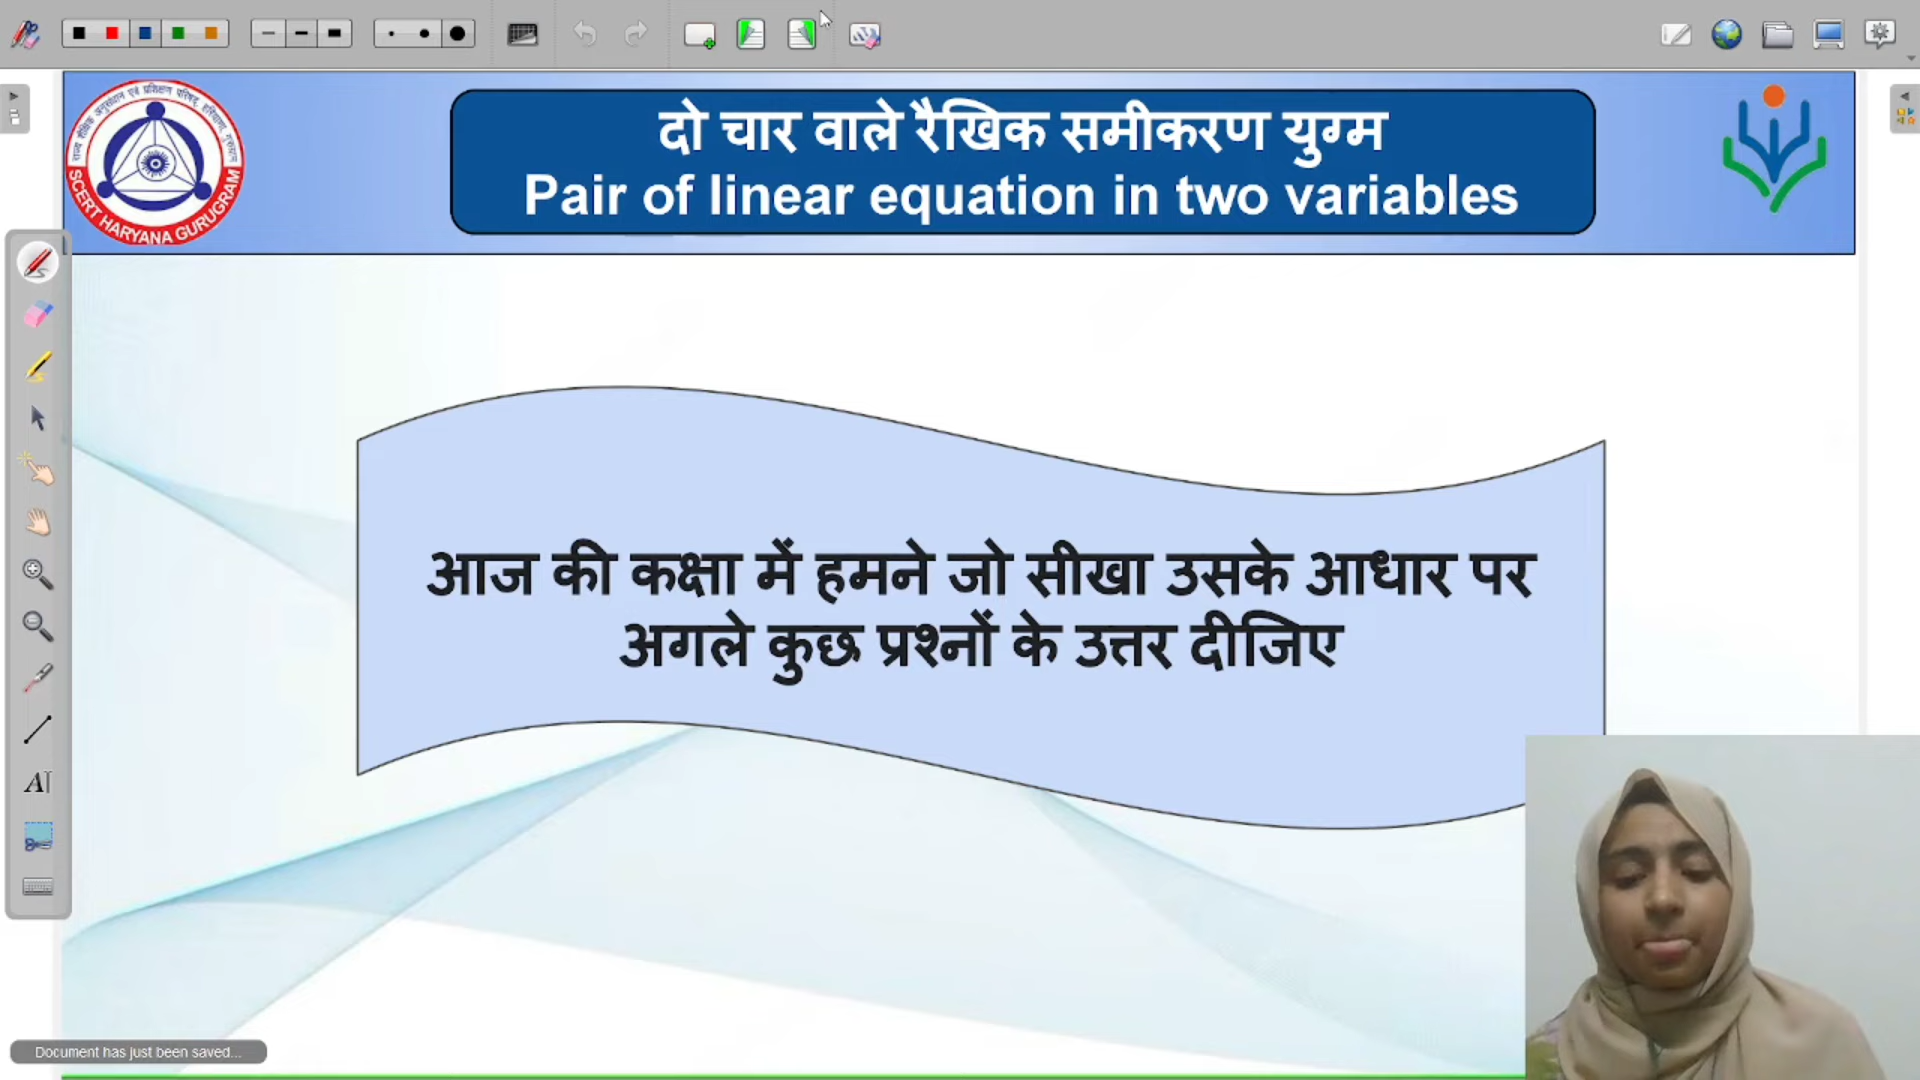 दो चार वाले रैखिक समीकरण युग्म
Pair of linear equation in two variables
SCERT HARYANA GURUGRAM
आज की कक्षा में हमने जो सीखा उसके आधार पर
अगले कुछ प्रश्नों के उत्तर दीजिए
Document has just been saved...